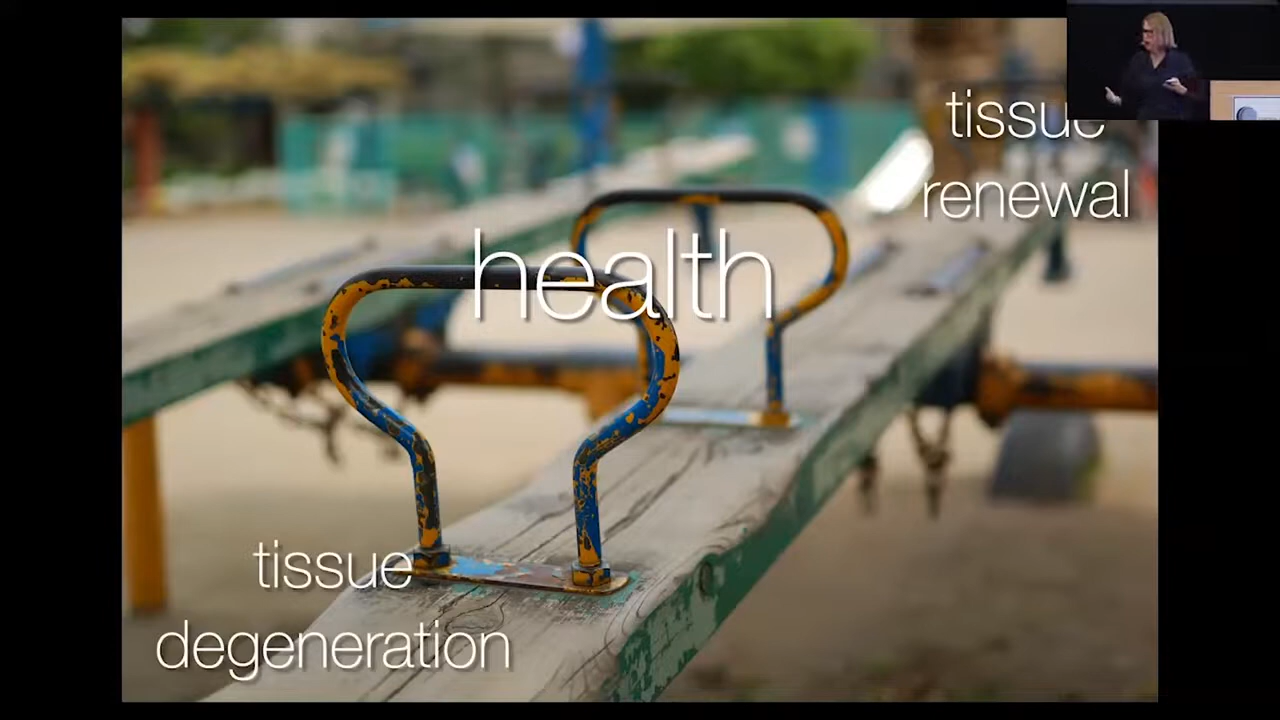 tissue
renewal
health
tissue
degeneration